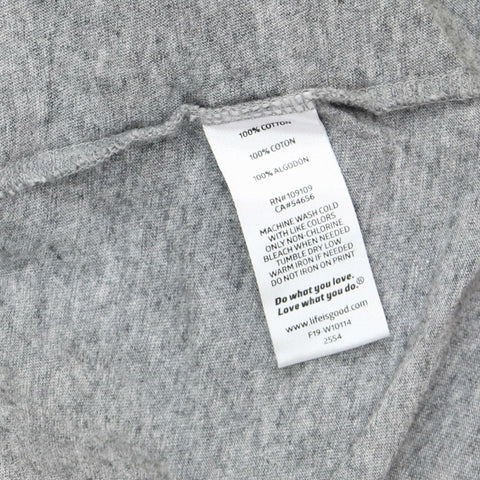 100% COTTON
100% COTON
100% ALGODÓN
RN#109109
CA#54656
MACHINE WASH COLD
WITH LIKE COLORS
ONLY NON-CHLORINE
BLEACH WHEN NEEDED
TUMBLE DRY LOW
WARM IRON IF NEEDED
DO NOT IRON ON PRINT
Do what you love.
Love what you do.®
www.lifeisgood.com
F19-W10114
2554